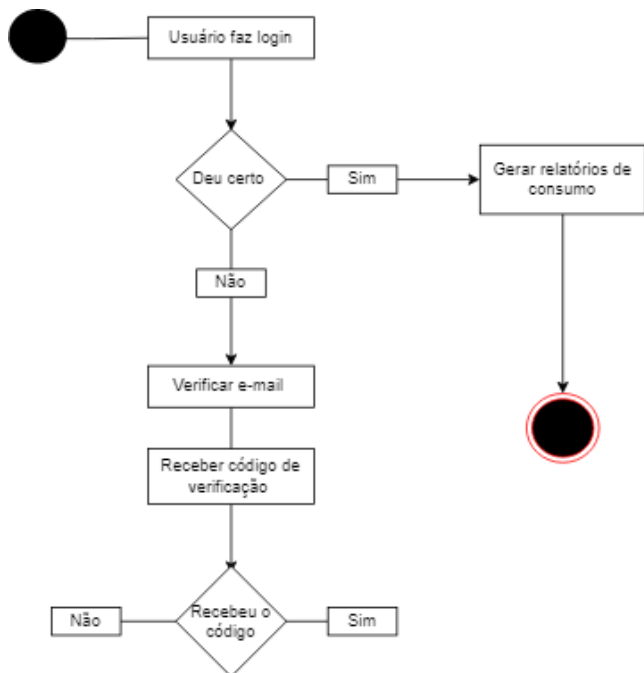 Usuário faz login
Deu certo
Sim
Gerar relatórios de
consumo
Não
Verificar e-mail
Receber código de
verificação
Não
Recebeu o
código
Sim